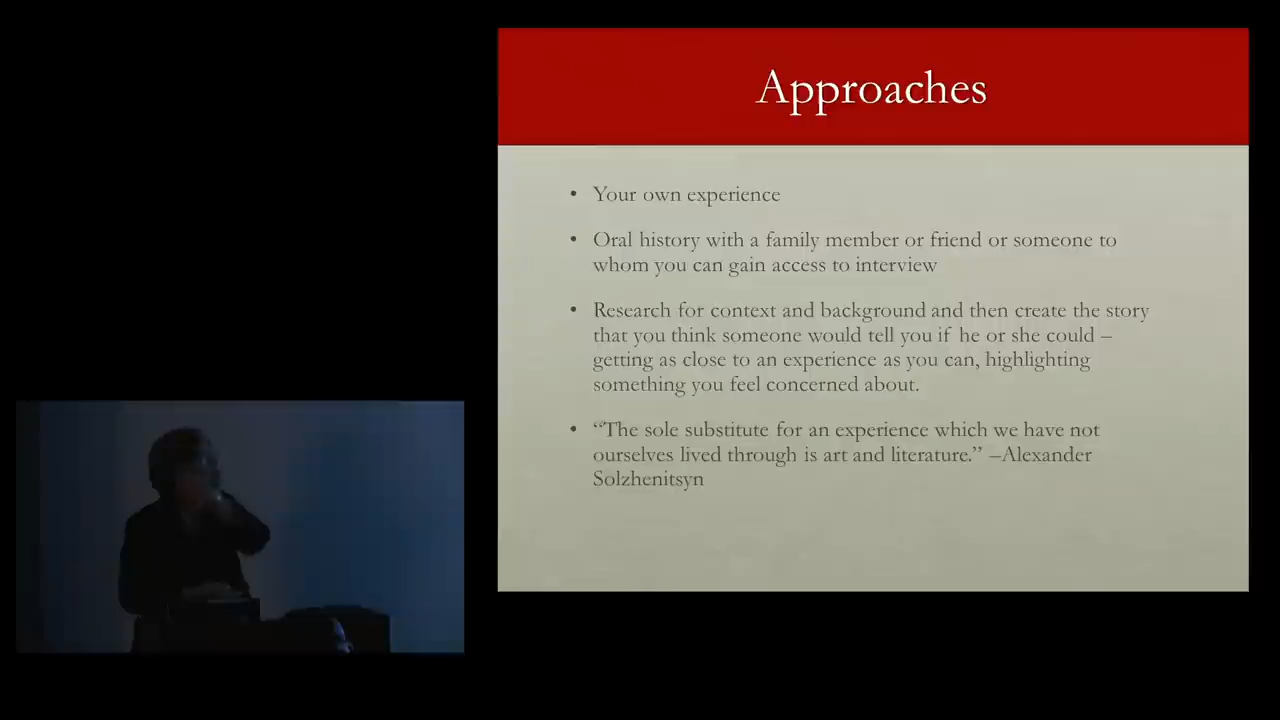 Approaches
• Your own experience
• Oral history with a family member or friend or someone to
whom you can gain access to interview
• Research for context and background and then create the story
that you think someone would tell you if he or she could –
getting as close to an experience as you can, highlighting
something you feel concerned about.
• “The sole substitute for an experience which we have not
ourselves lived through is art and literature.” –Alexander
Solzhenitsyn